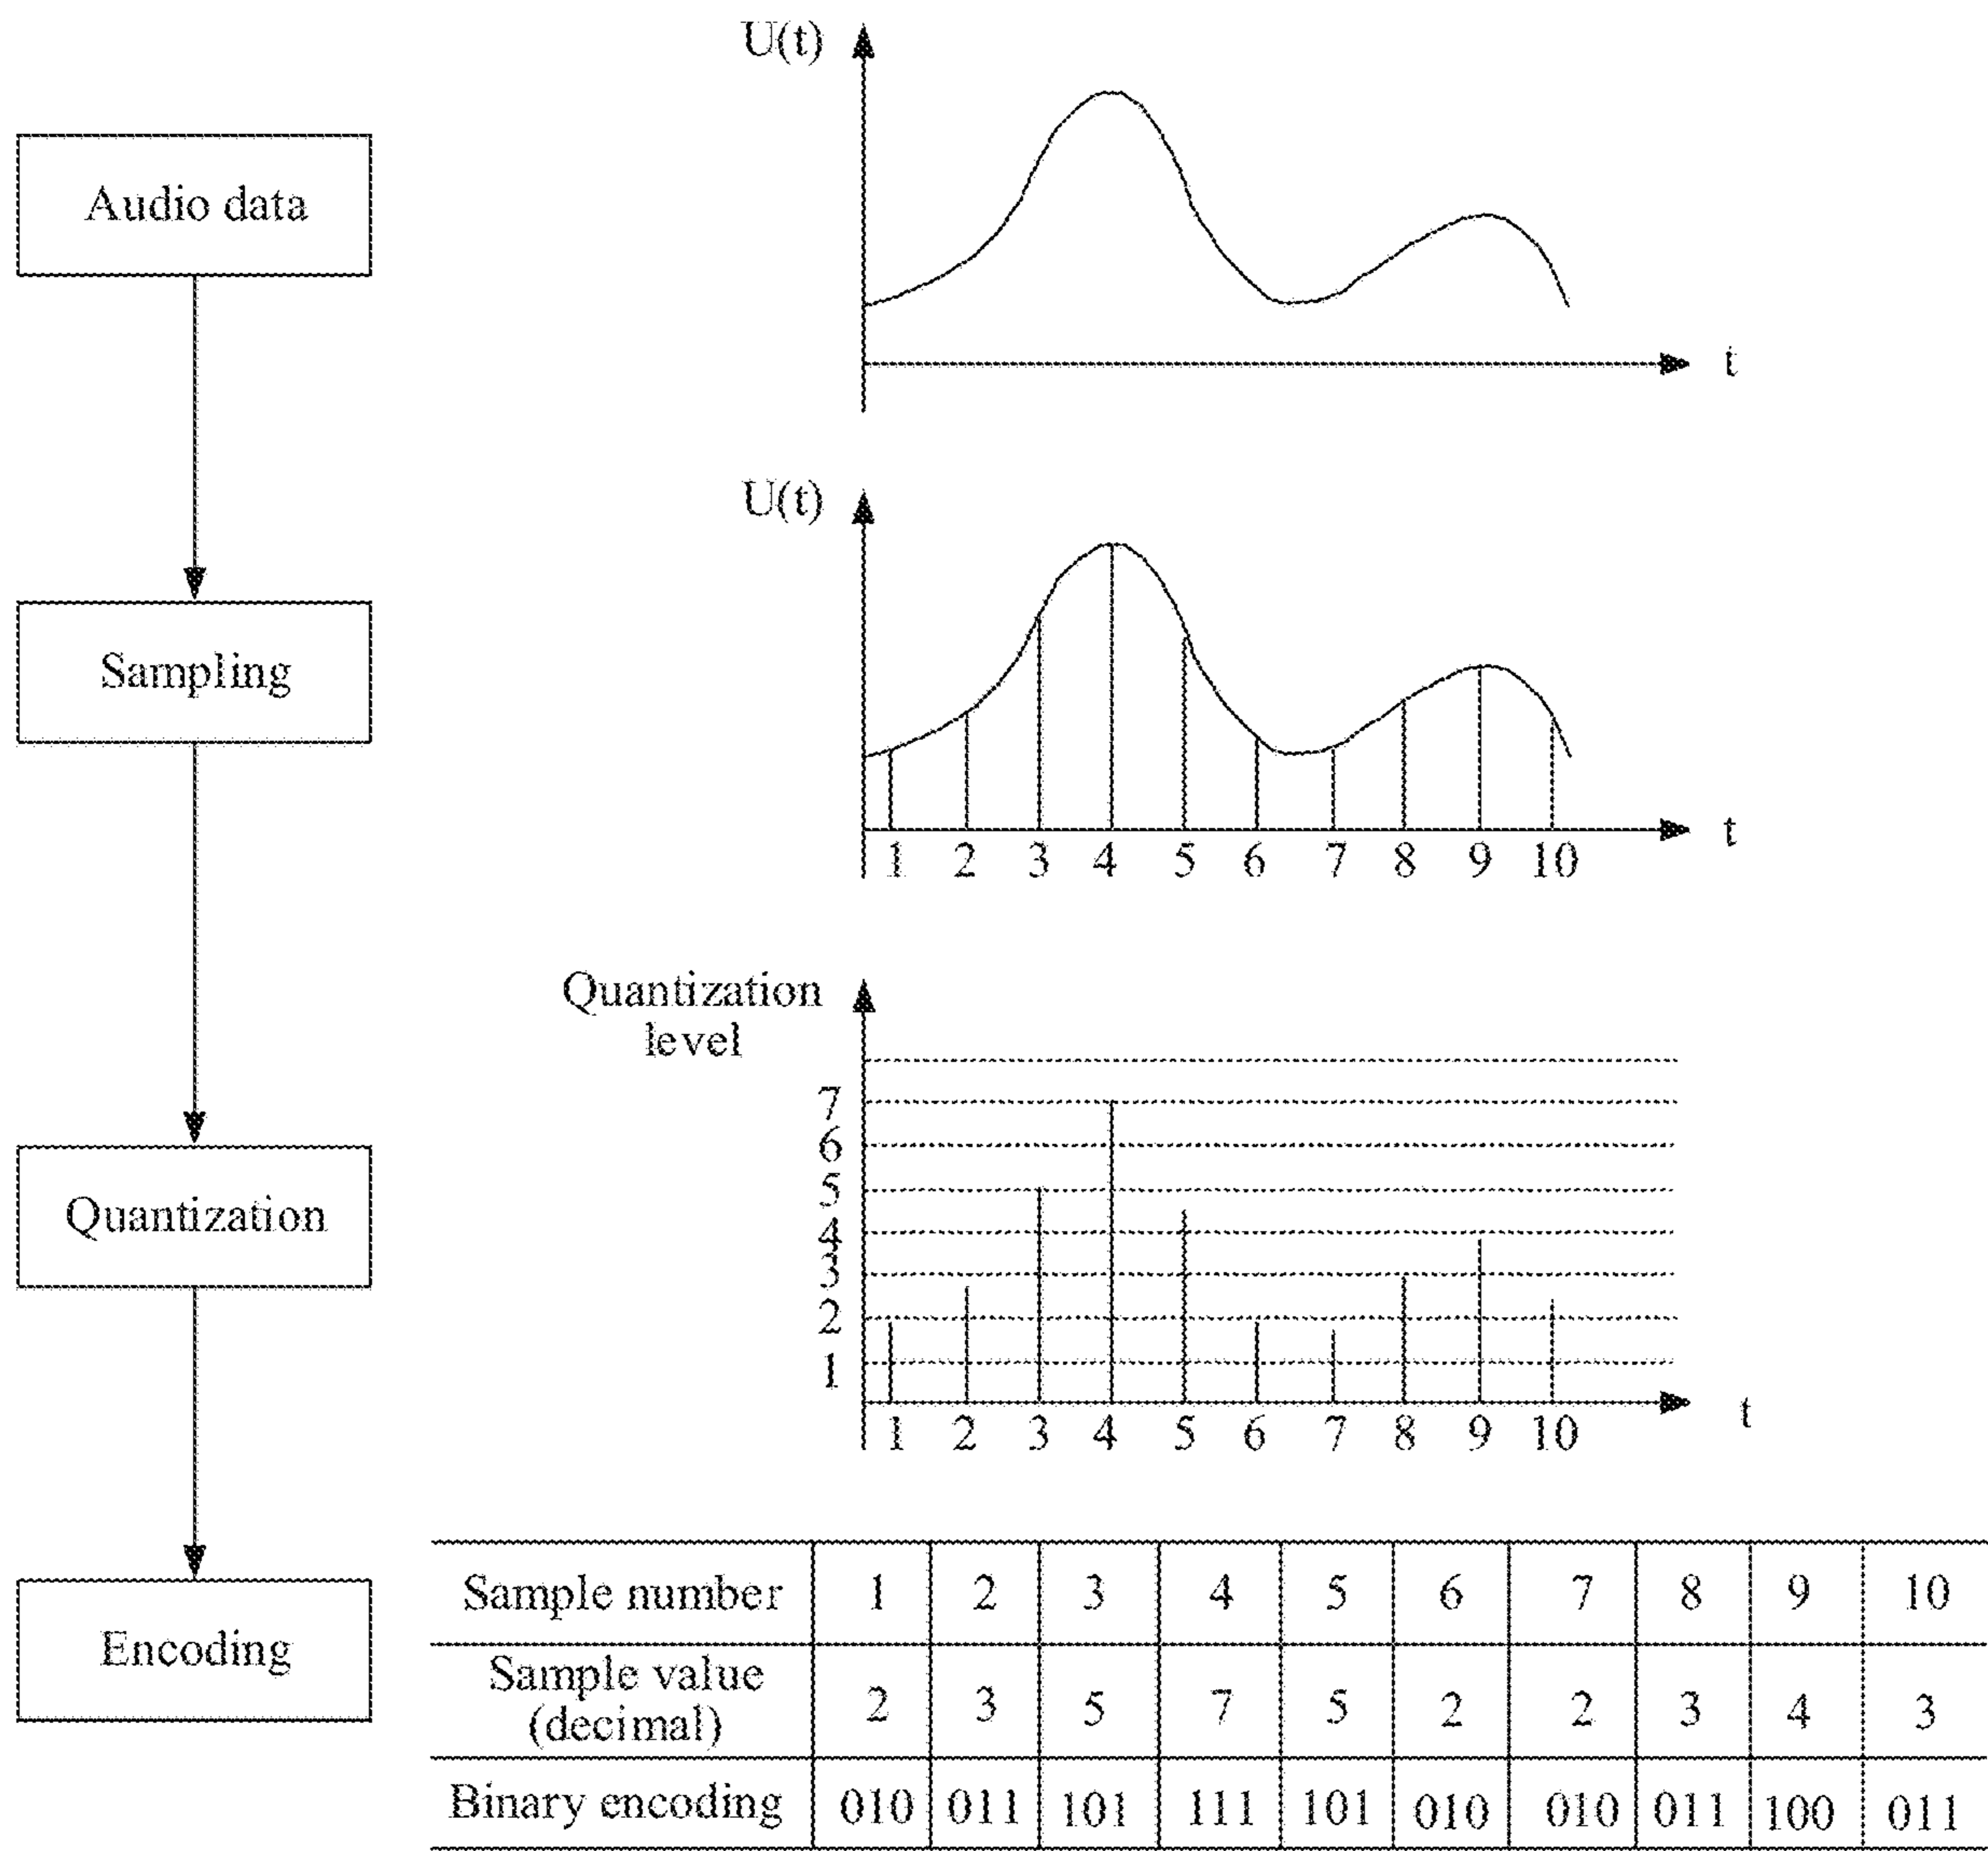 U(t)
Audio data
t
U(t)
Sampling
t
1 2 3 4 5 6 7 8 9 10
Quantization
level
7
6
5
Quantization
4
3
2
1
t
1 2 3 4 5 6 7 8 9 10
Encoding
Sample number 1 2 3 4 5 6 7 8 9 10
Sample value
(decimal) 2 3 5 7 5 2 2 3 4 3
Binary encoding 010 011 101 111 101 010 010 011 100 011